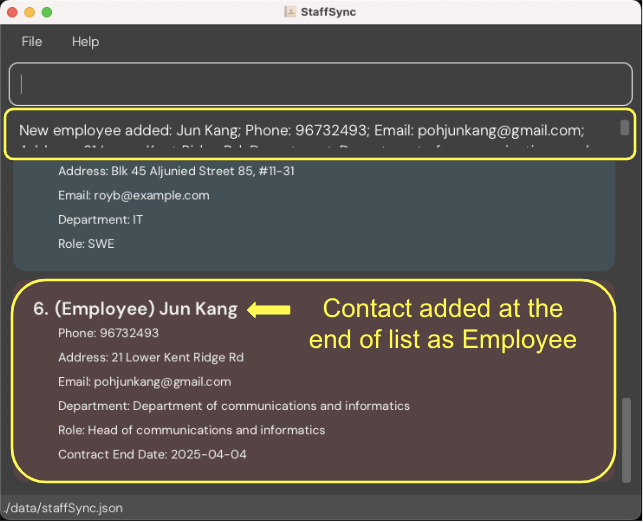 StaffSync
File Help
New employee added: Jun Kang; Phone: 96732493; Email: pohjunkang@gmail.com;
Address: Blk 45 Aljunied Street 85, #11-31
Email: royb@example.com
Department: IT
Role: SWE
6. (Employee) Jun Kang
Contact added at the
end of list as Employee
Phone: 96732493
Address: 21 Lower Kent Ridge Rd
Email: pohjunkang@gmail.com
Department: Department of communications and informatics
Role: Head of communications and informatics
Contract End Date: 2025-04-04
./data/staffSync.json